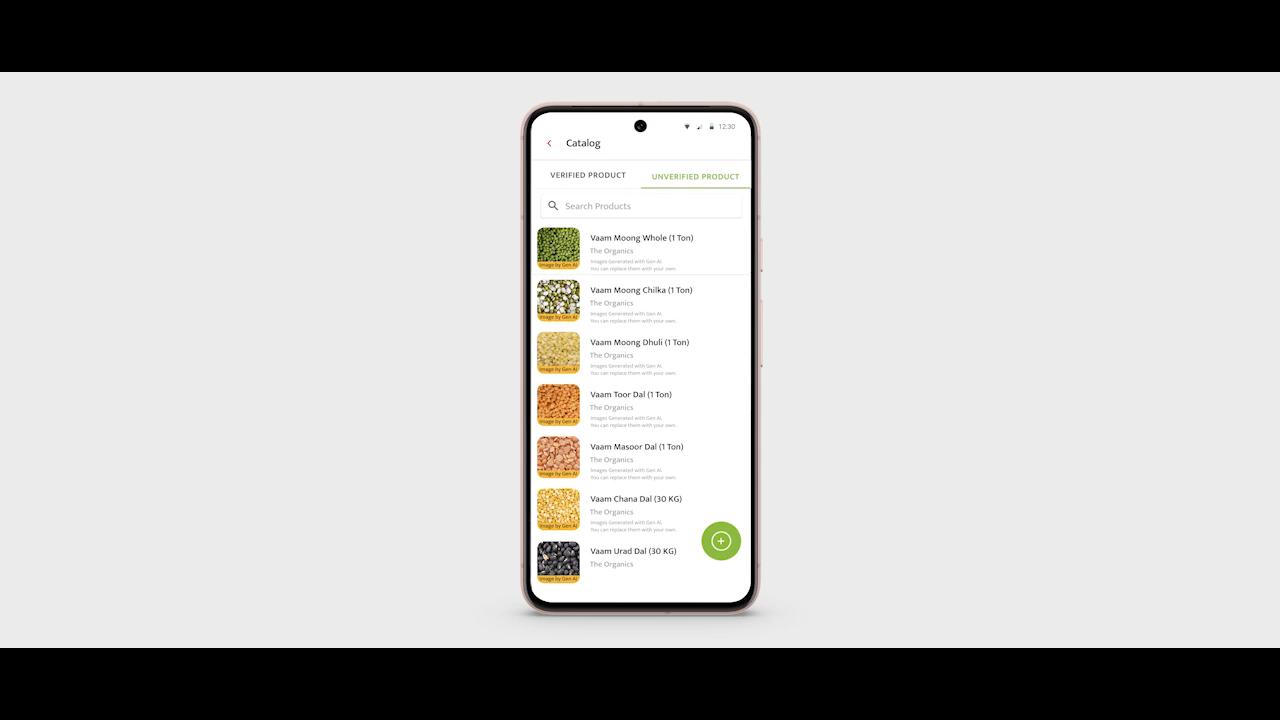 12:30
Catalog
VERIFIED PRODUCT
UNVERIFIED PRODUCT
Search Products
Vaam Moong Whole (1 Ton)
The Organics
Images Generated with Gen AI.
You can replace them with your own.
Image by Gen AI
Vaam Moong Chilka (1 Ton)
The Organics
Images Generated with Gen AI.
You can replace them with your own.
Image by Gen AI
Vaam Moong Dhuli (1 Ton)
The Organics
Images Generated with Gen AI.
You can replace them with your own.
Image by Gen AI
Vaam Toor Dal (1 Ton)
The Organics
Images Generated with Gen AI.
You can replace them with your own.
Image by Gen AI
Vaam Masoor Dal (1 Ton)
The Organics
Images Generated with Gen AI.
You can replace them with your own.
Image by Gen AI
Vaam Chana Dal (30 KG)
The Organics
Images Generated with Gen AI.
You can replace them with your own.
Image by Gen AI
Vaam Urad Dal (30 KG)
The Organics
Image by Gen AI